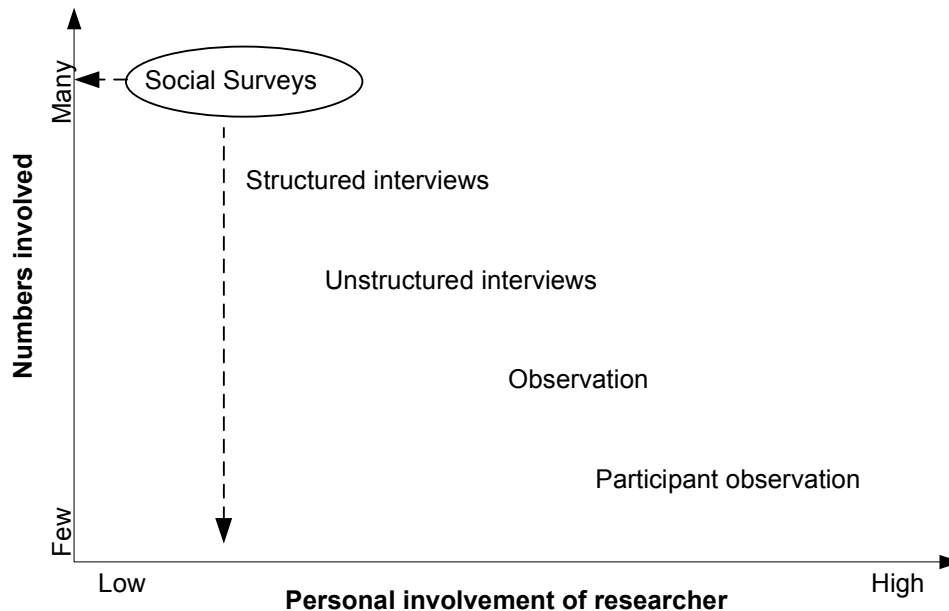 Many
Social Surveys
Structured interviews
Numbers involved
Unstructured interviews
Observation
Participant observation
Few
Low
High
Personal involvement of researcher